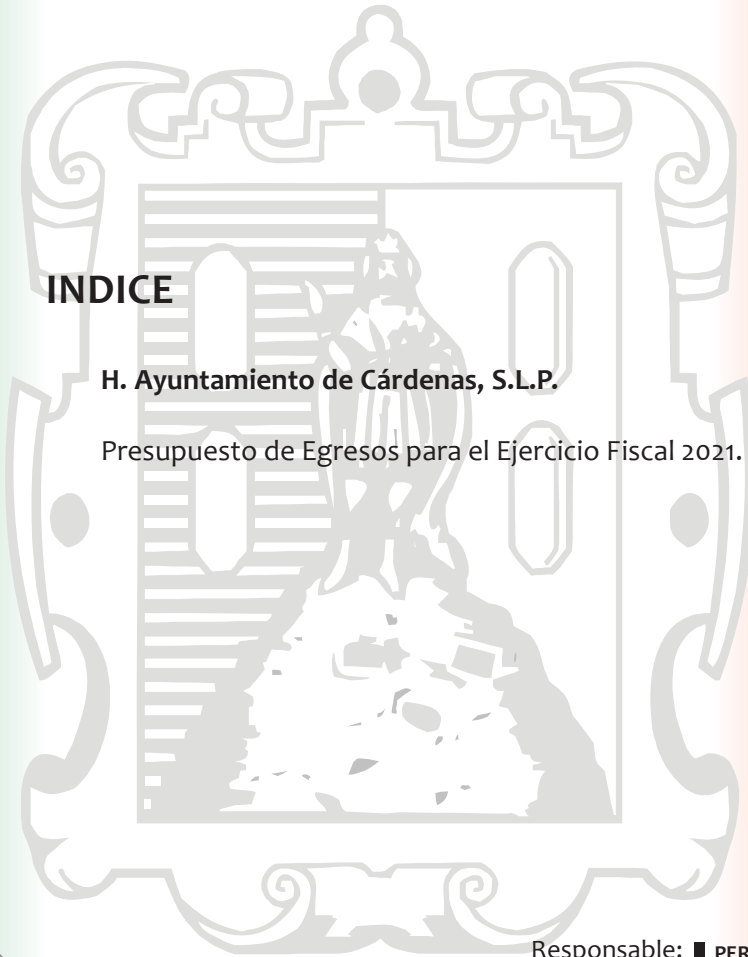 INDICE
H. Ayuntamiento de Cárdenas, S.L.P.
Presupuesto de Egresos para el Ejercicio Fiscal 2021.
Responsable: